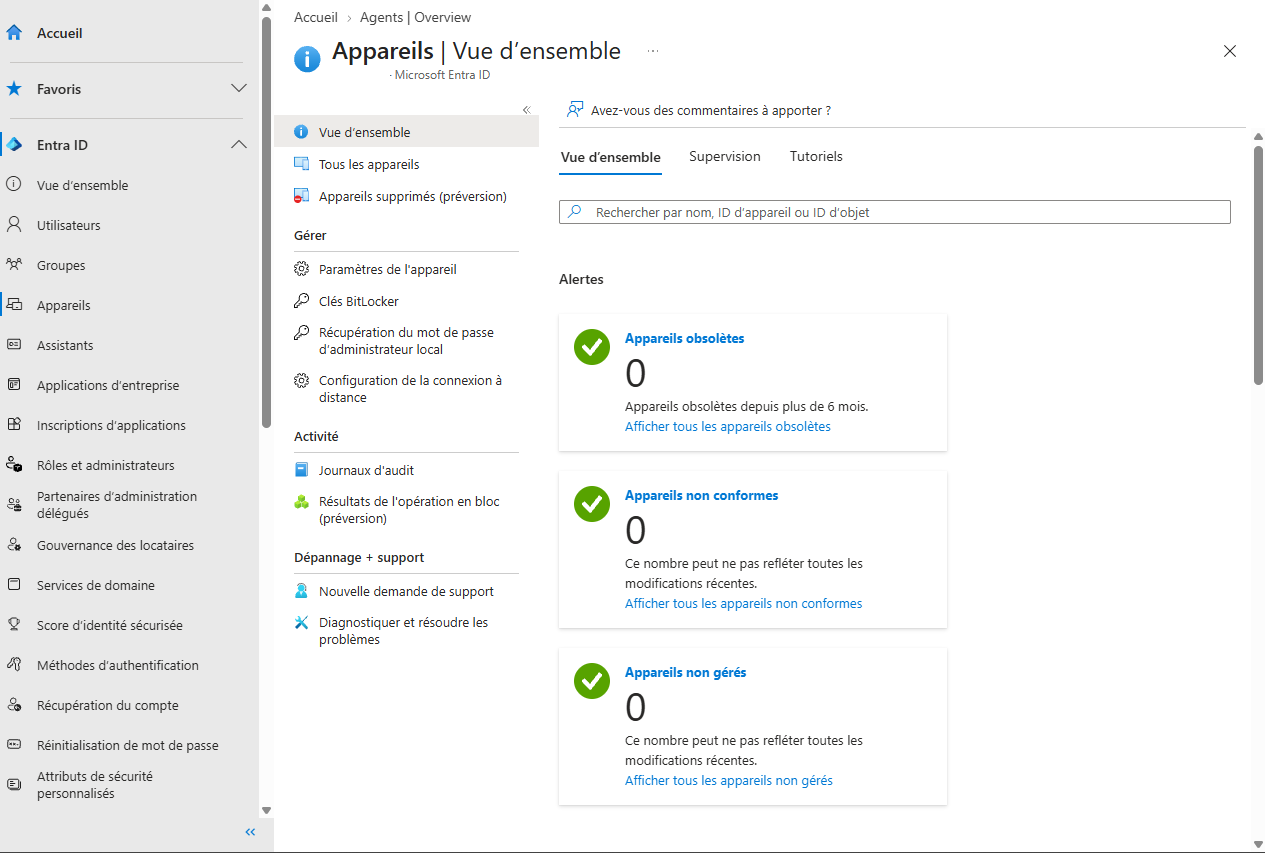 Accueil
Favoris
Entra ID
Vue d'ensemble
Utilisateurs
Groupes
Appareils
Assistants
Applications d'entreprise
Inscriptions d'applications
Rôles et administrateurs
Partenaires d'administration
délégués
Gouvernance des locataires
Services de domaine
Score d'identité sécurisée
Méthodes d'authentification
Récupération du compte
Réinitialisation de mot de passe
Attributs de sécurité
personnalisés
Accueil › Agents | Overview
Appareils | Vue d'ensemble ...
· Microsoft Entra ID
Vue d'ensemble
Tous les appareils
Appareils supprimés (préversion)
Gérer
Paramètres de l'appareil
Clés BitLocker
Récupération du mot de passe
d'administrateur local
Configuration de la connexion à
distance
Activité
Journaux d'audit
Résultats de l'opération en bloc
(préversion)
Dépannage + support
Nouvelle demande de support
Diagnostiquer et résoudre les
problèmes
Avez-vous des commentaires à apporter ?
Vue d'ensemble Supervision Tutoriels
Rechercher par nom, ID d'appareil ou ID d'objet
Alertes
Appareils obsolètes
0
Appareils obsolètes depuis plus de 6 mois.
Afficher tous les appareils obsolètes
Appareils non conformes
0
Ce nombre peut ne pas refléter toutes les
modifications récentes.
Afficher tous les appareils non conformes
Appareils non gérés
0
Ce nombre peut ne pas refléter toutes les
modifications récentes.
Afficher tous les appareils non gérés